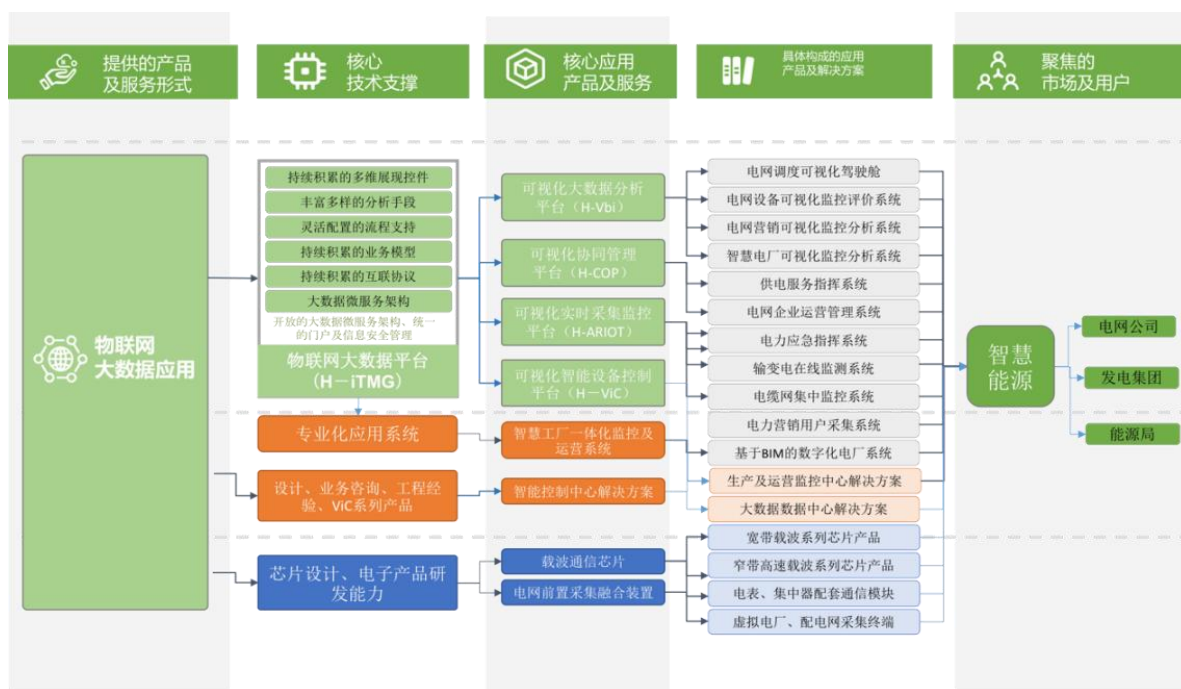 提供的产品
及服务形式
核心
技术支撑
核心应用
产品及服务
具体构成的应用
产品及解决方案
聚焦的
市场及用户
物联网
大数据应用
持续积累的多维展现控件
丰富多样的分析手段
灵活配置的流程支持
持续积累的业务模型
持续积累的互联协议
大数据微服务架构
开放的大数据微服务架构、统一
的门户及信息安全管理
物联网大数据平台
(H－iTMG)
专业化应用系统
设计、业务咨询、工程经
验、ViC系列产品
芯片设计、电子产品研
发能力
可视化大数据分析
平台（H-Vbi）
可视化协同管理
平台（H-COP）
可视化实时采集监控
平台（H-ARIOT）
可视化智能设备控制
平台（H－ViC）
智慧工厂一体化监控及
运营系统
智能控制中心解决方案
载波通信芯片
电网前置采集融合装置
电网调度可视化驾驶舱
电网设备可视化监控评价系统
电网营销可视化监控分析系统
智慧电厂可视化监控分析系统
供电服务指挥系统
电网企业运营管理系统
电力应急指挥系统
输变电在线监测系统
电缆网集中监控系统
电力营销用户采集系统
基于BIM的数字化电厂系统
生产及运营监控中心解决方案
大数据数据中心解决方案
宽带载波系列芯片产品
窄带高速载波系列芯片产品
电表、集中器配套通信模块
虚拟电厂、配电网采集终端
智慧
能源
电网公司
发电集团
能源局